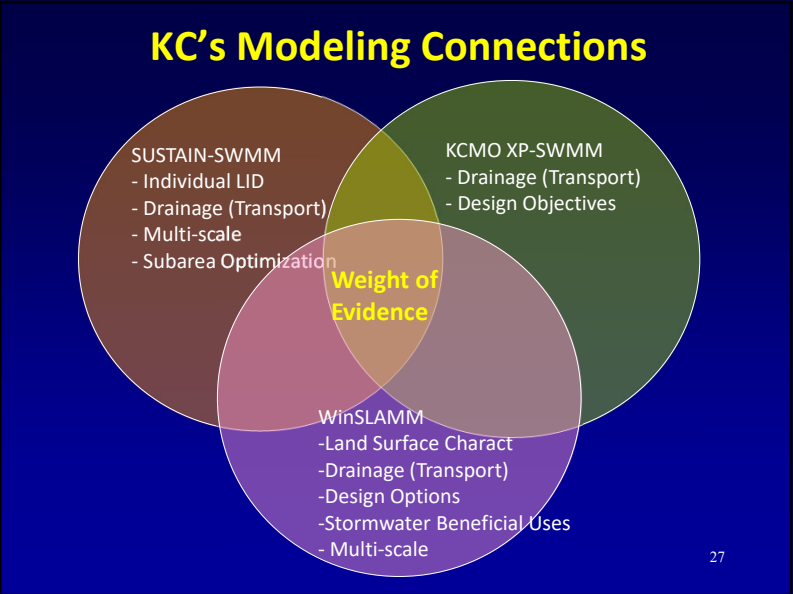 KC's Modeling Connections
SUSTAIN-SWMM
- Individual LID
- Drainage (Transport)
- Multi-scale
- Subarea Optimization
KCMO XP-SWMM
- Drainage (Transport)
- Design Objectives
Weight of
Evidence
WinSLAMM
-Land Surface Charact
-Drainage (Transport)
-Design Options
-Stormwater Beneficial Uses
- Multi-scale
27